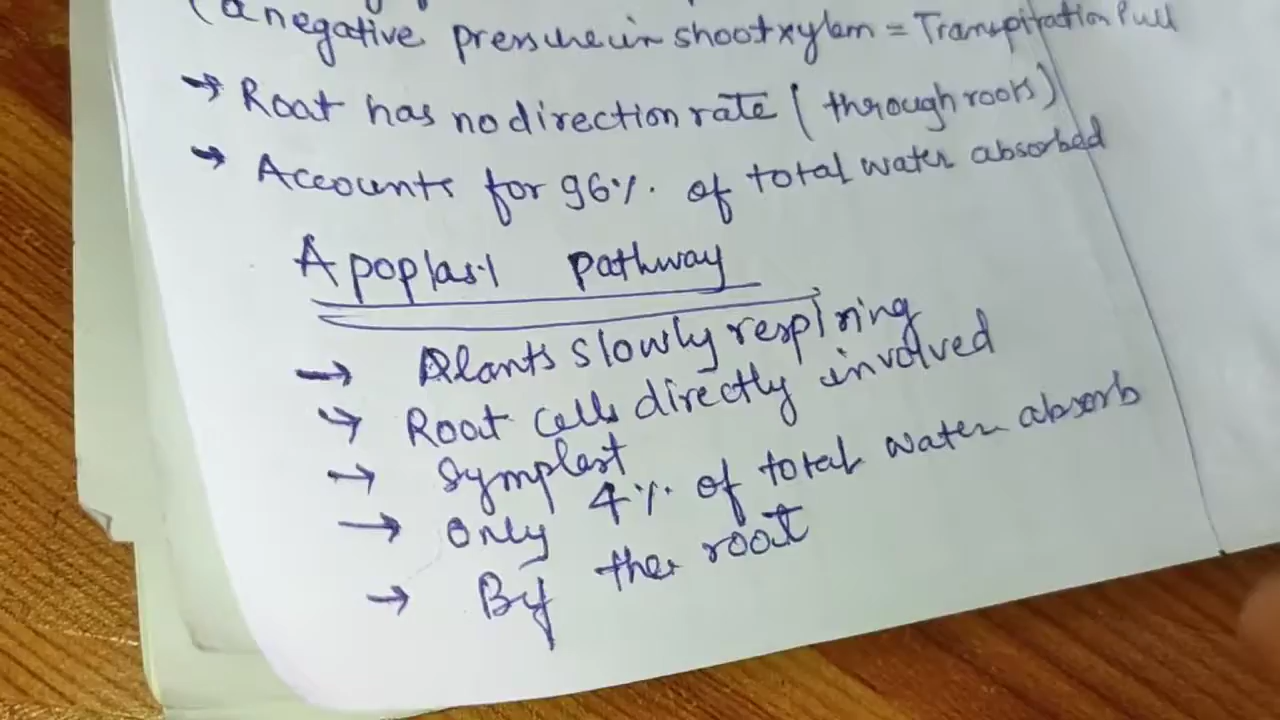 (a negative pressure in shoot xylem = Transpiration Pull
→ Root has no direction rate (through roots)
→ Accounts for 96% of total water absorbed
Apoplast pathway
→ Plants slowly respiring
→ Root cells directly involved
→ Symplast
→ Only 4% of total water absorb
→ By the root